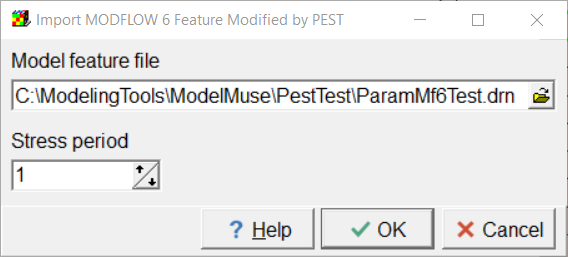 Import MODFLOW 6 Feature Modified by PEST
Model feature file
C:\ModelingTools\ModelMuse\PestTest\ParamMf6Test.drn
Stress period
1
? Help OK Cancel